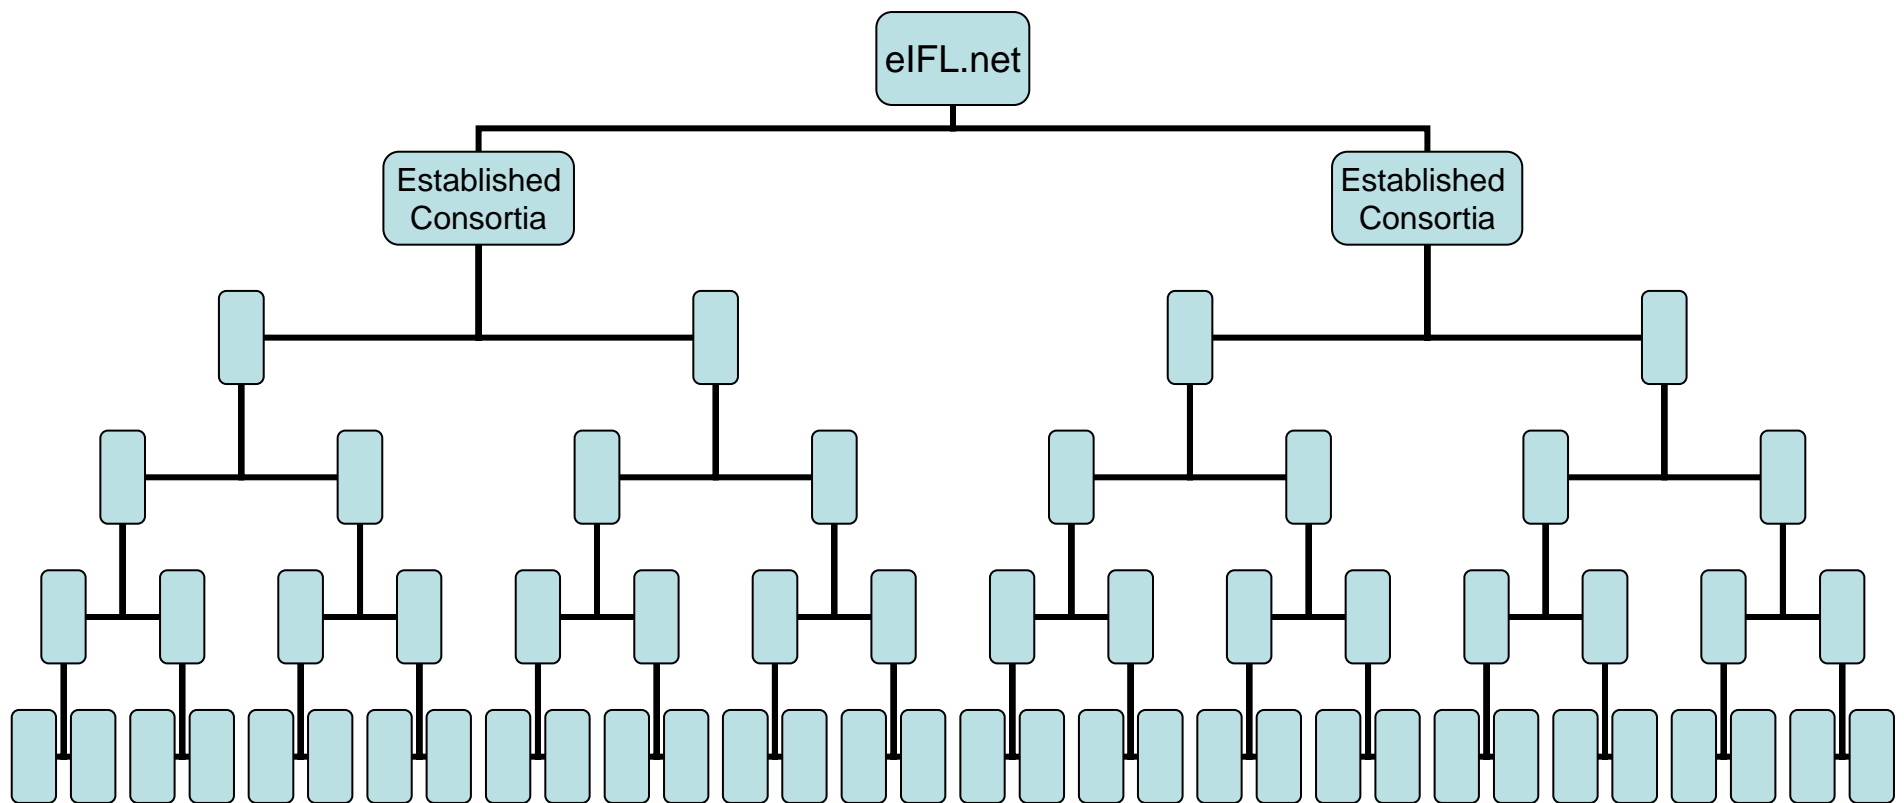 eIFL.net
Established
Consortia
Established
Consortia